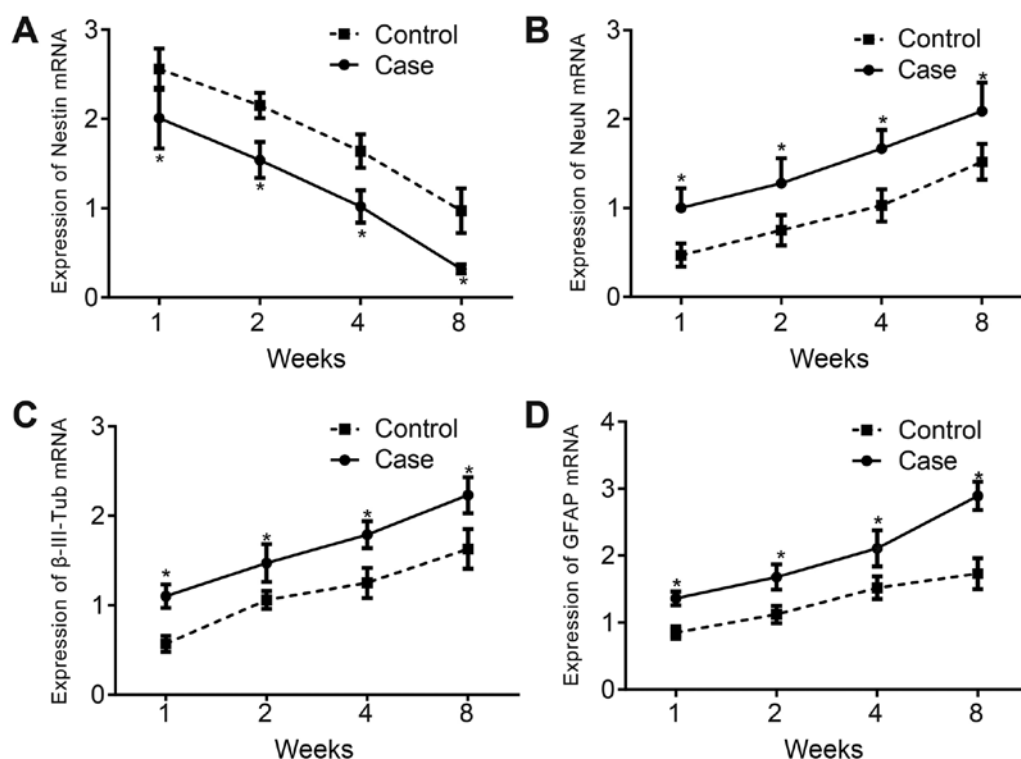 A
Expression of Nestin mRNA
3
2
1
0
Control
Case
*
*
*
*
1 2 4 8
Weeks
B
Expression of NeuN mRNA
3
2
1
0
Control
Case
*
*
*
*
1 2 4 8
Weeks
C
Expression of β-III-Tub mRNA
3
2
1
0
Control
Case
*
*
*
*
1 2 4 8
Weeks
D
Expression of GFAP mRNA
4
3
2
1
0
Control
Case
*
*
*
*
1 2 4 8
Weeks